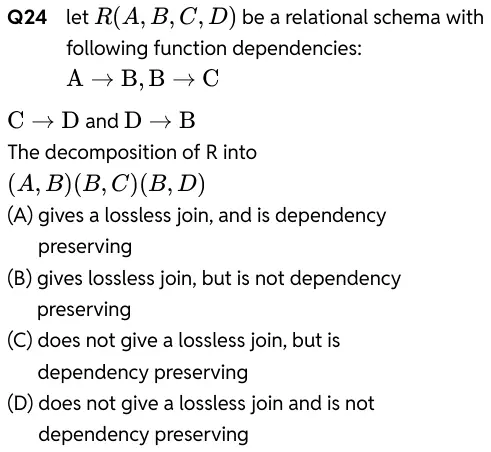 Q24 let R(A, B, C, D) be a relational schema with
following function dependencies:
A → B, B → C
C → D and D → B
The decomposition of R into
(A, B)(B, C)(B, D)
(A) gives a lossless join, and is dependency
preserving
(B) gives lossless join, but is not dependency
preserving
(C) does not give a lossless join, but is
dependency preserving
(D) does not give a lossless join and is not
dependency preserving